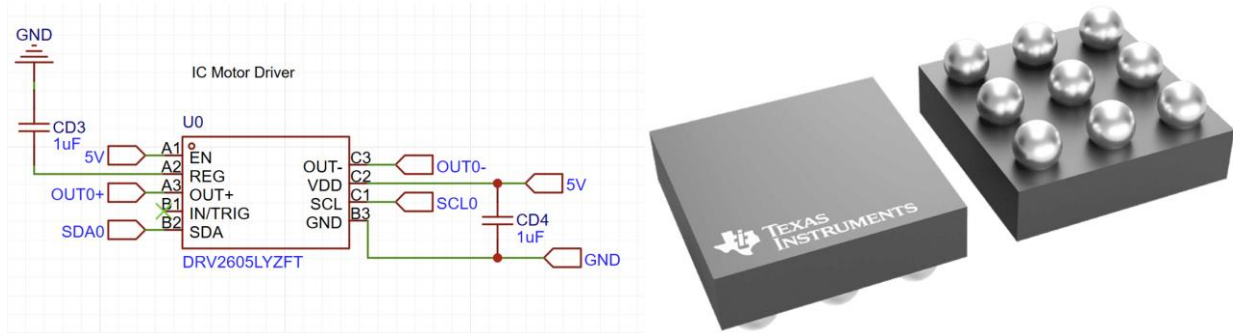 GND
IC Motor Driver
CD3
1uF
U0
5V
A1
EN
A2
REG
OUT0+
A3
OUT+
B1
IN/TRIG
SDA0
B2
SDA
OUT-
C3
OUT0-
VDD
C2
5V
SCL
C1
SCL0
GND
B3
CD4
1uF
GND
DRV2605LYZFT
TEXAS
INSTRUMENTS